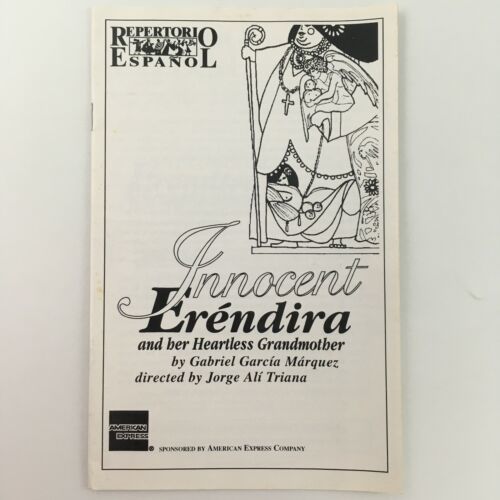 REPERTORIO
ESPAÑOL
Innocent
Eréndira
and her Heartless Grandmother
by Gabriel García Márquez
directed by Jorge Alí Triana
AMERICAN
EXPRESS
® SPONSORED BY AMERICAN EXPRESS COMPANY